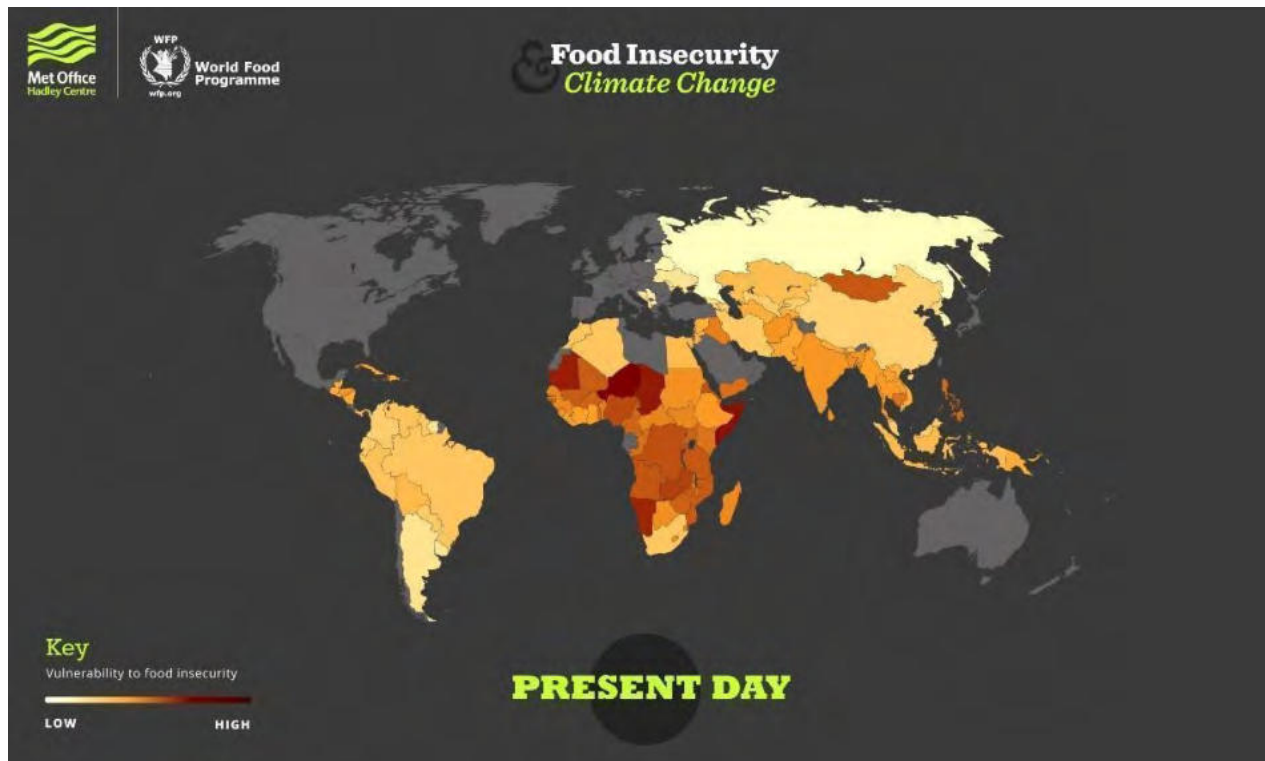 Met Office
Hadley Centre
WFP
wfp.org
World Food
Programme
& Food Insecurity
Climate Change
Key
Vulnerability to food insecurity
LOW
HIGH
PRESENT DAY